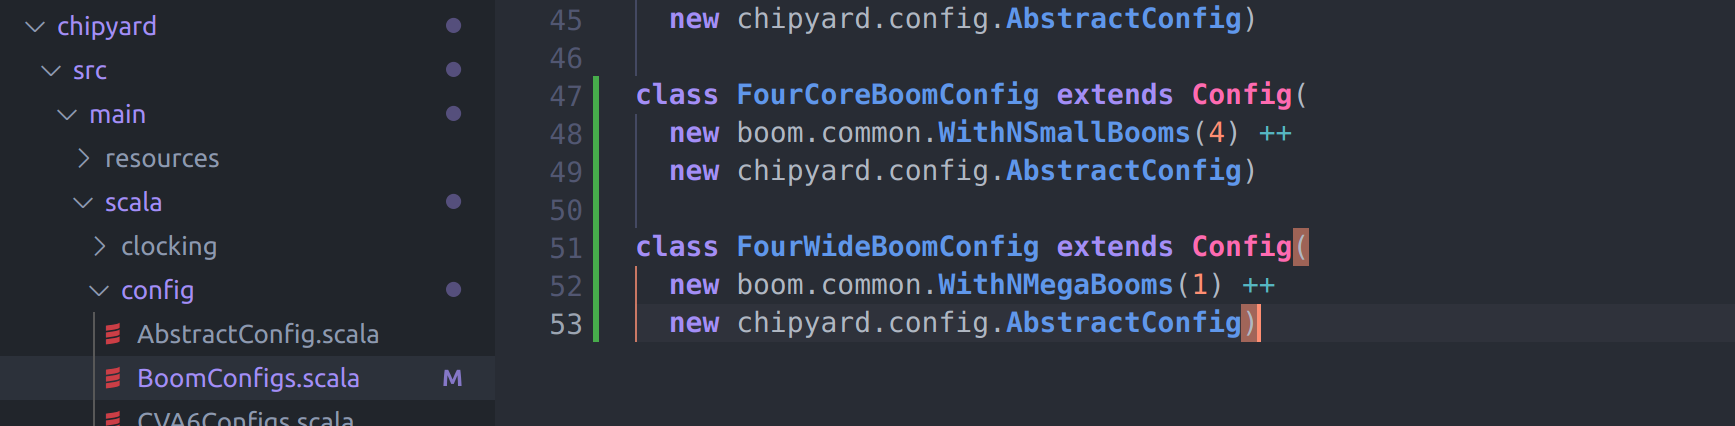 chipyard
src
main
resources
scala
clocking
config
AbstractConfig.scala
BoomConfigs.scala M
CVA6Configs.scala
45 new chipyard.config.AbstractConfig)
46
47 class FourCoreBoomConfig extends Config(
48 new boom.common.WithNSmallBooms(4) ++
49 new chipyard.config.AbstractConfig)
50
51 class FourWideBoomConfig extends Config(
52 new boom.common.WithNMegaBooms(1) ++
53 new chipyard.config.AbstractConfig)